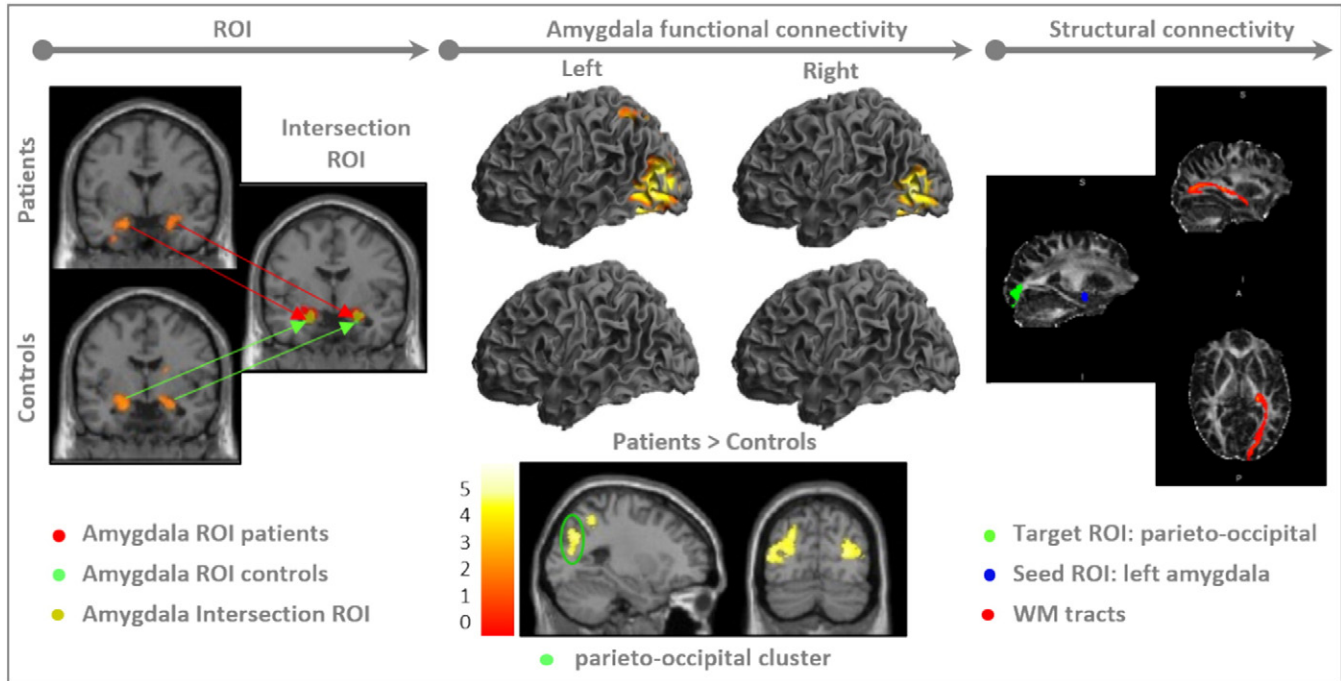 ROI
Amygdala functional connectivity
Structural connectivity
Left
Right
Patients
Intersection
ROI
Controls
S
I
S
I
A
P
Patients > Controls
5
4
3
2
1
0
Amygdala ROI patients
Amygdala ROI controls
Amygdala Intersection ROI
parieto-occipital cluster
Target ROI: parieto-occipital
Seed ROI: left amygdala
WM tracts